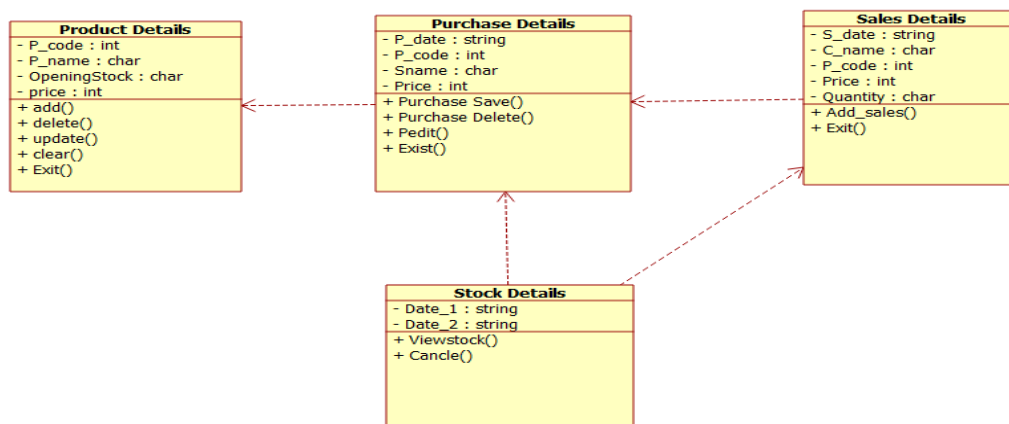 Product Details
- P_code : int
- P_name : char
- OpeningStock : char
- price : int
+ add()
+ delete()
+ update()
+ clear()
+ Exit()
Purchase Details
- P_date : string
- P_code : int
- Sname : char
- Price : int
+ Purchase Save()
+ Purchase Delete()
+ Pedit()
+ Exist()
Sales Details
- S_date : string
- C_name : char
- P_code : int
- Price : int
- Quantity : char
+ Add_sales()
+ Exit()
Stock Details
- Date_1 : string
- Date_2 : string
+ Viewstock()
+ Cancle()